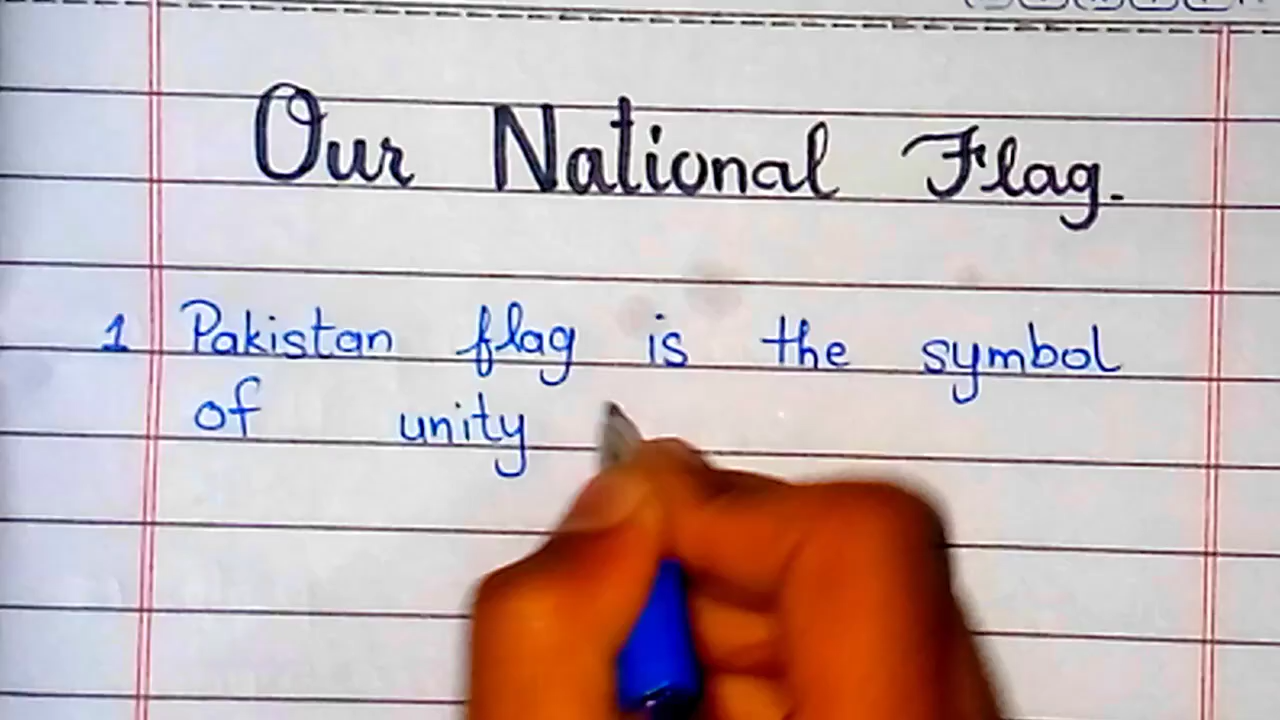 Our National Flag.
1 Pakistan flag is the symbol
of unity